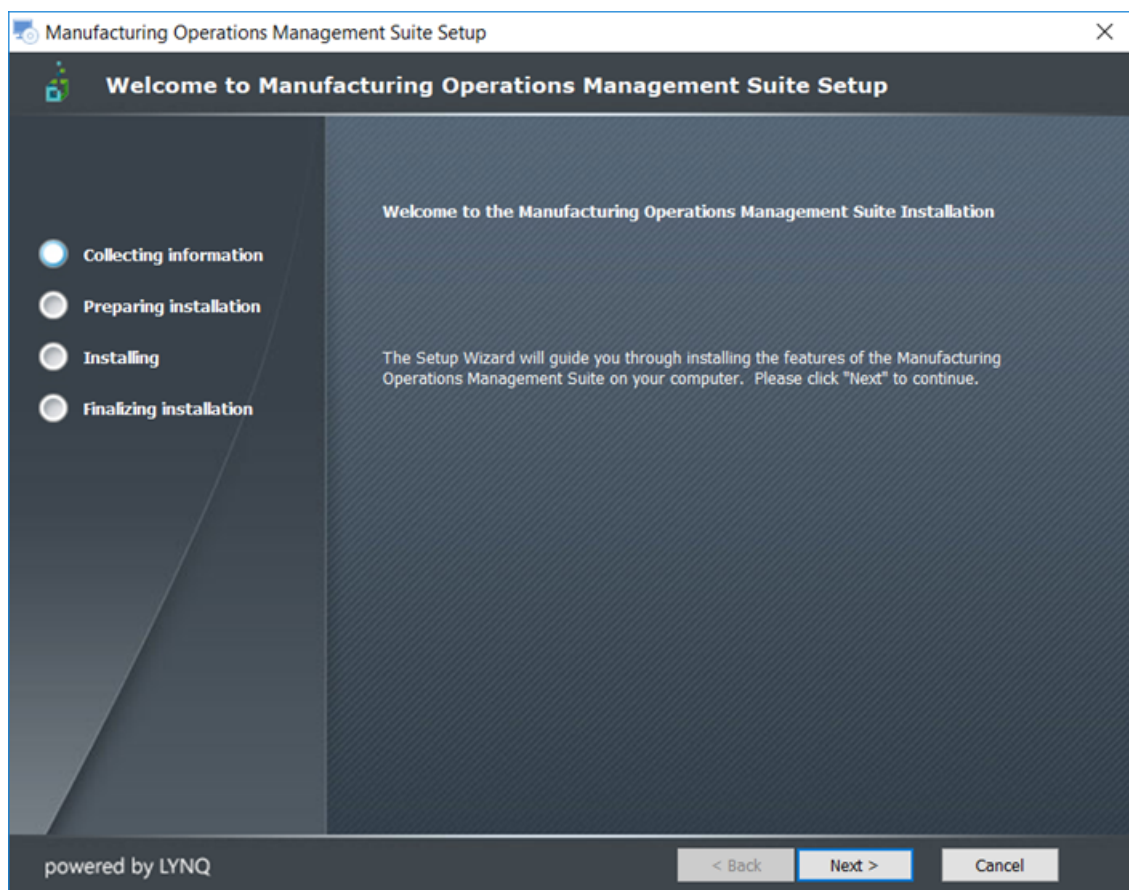 Manufacturing Operations Management Suite Setup
Welcome to Manufacturing Operations Management Suite Setup
Collecting information
Preparing installation
Installing
Finalizing installation
Welcome to the Manufacturing Operations Management Suite Installation
The Setup Wizard will guide you through installing the features of the Manufacturing
Operations Management Suite on your computer.  Please click "Next" to continue.
powered by LYNQ
< Back
Next >
Cancel